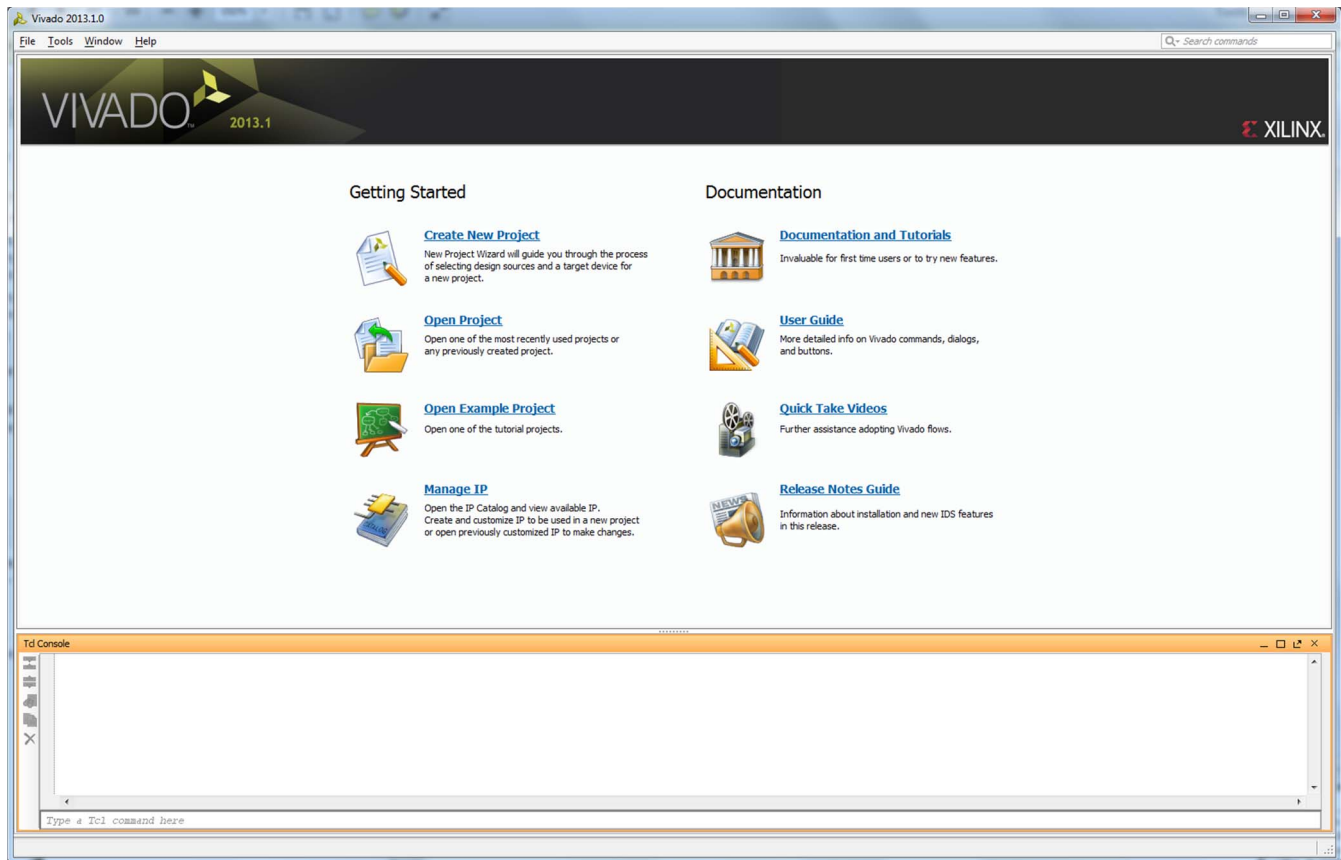 Vivado 2013.1.0
File Tools Window Help
Search commands
VIVADO™ 2013.1
XILINX
Getting Started
Create New Project
New Project Wizard will guide you through the process
of selecting design sources and a target device for
a new project.
Open Project
Open one of the most recently used projects or
any previously created project.
Open Example Project
Open one of the tutorial projects.
Manage IP
Open the IP Catalog and view available IP.
Create and customize IP to be used in a new project
or open previously customized IP to make changes.
Documentation
Documentation and Tutorials
Invaluable for first time users or to try new features.
User Guide
More detailed info on Vivado commands, dialogs,
and buttons.
Quick Take Videos
Further assistance adopting Vivado flows.
NEWS
Release Notes Guide
Information about installation and new IDS features
in this release.
Tcl Console
Type a Tcl command here